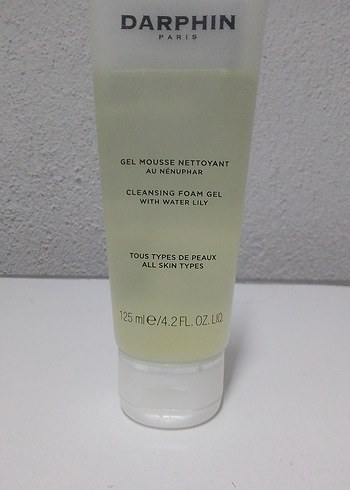 DARPHIN
PARIS
GEL MOUSSE NETTOYANT
AU NÉNUPHAR
CLEANSING FOAM GEL
WITH WATER LILY
TOUS TYPES DE PEAUX
ALL SKIN TYPES
125 ml ℮/4.2 FL. OZ. LIQ.